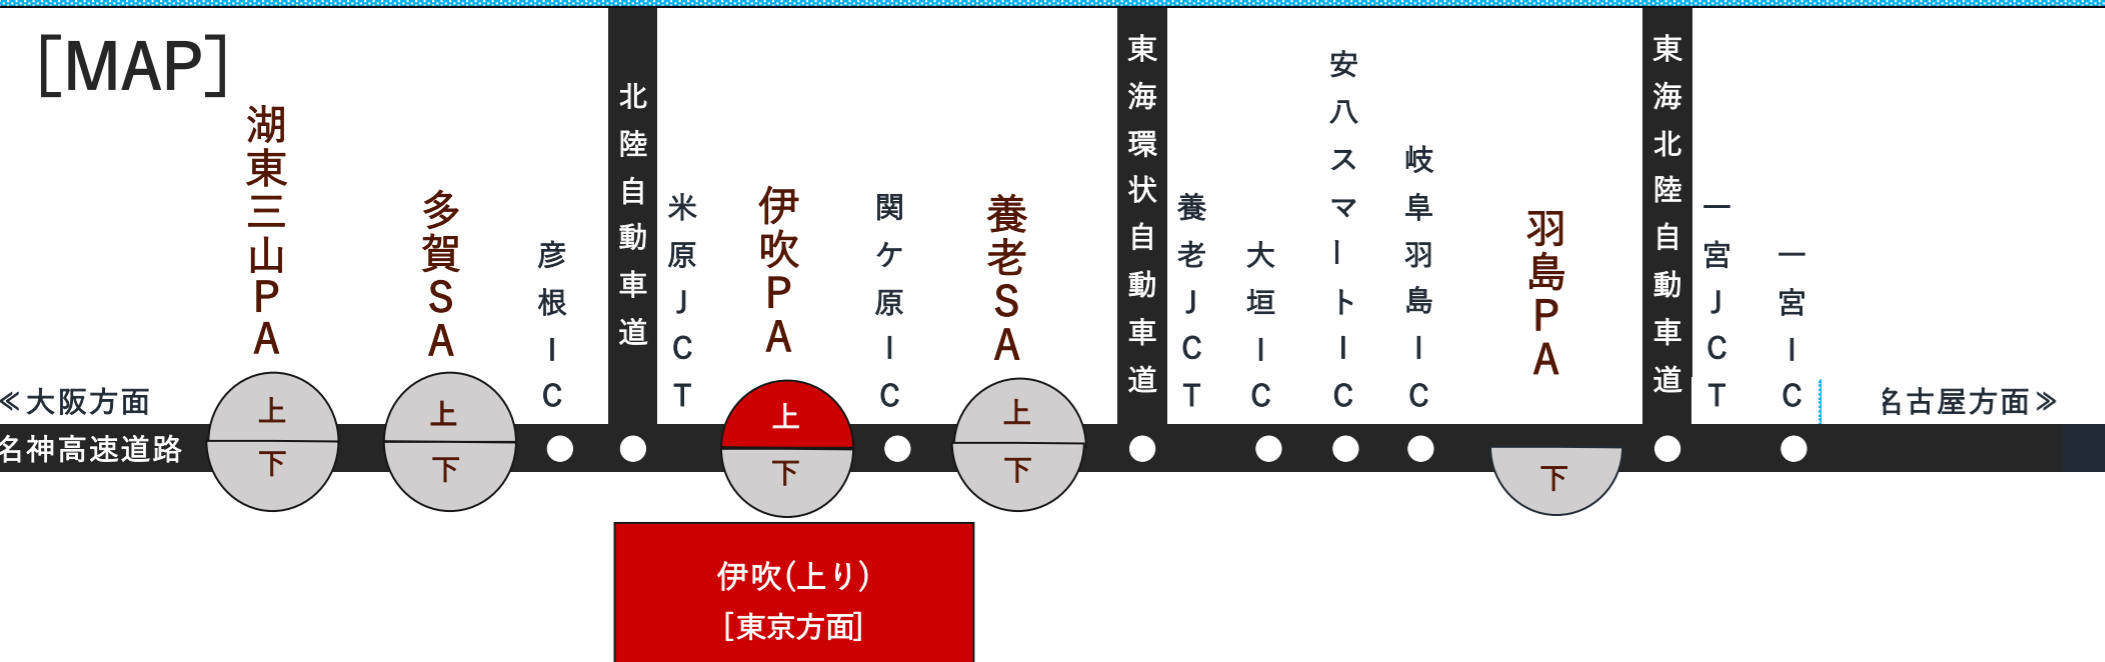 [MAP]
湖東三山PA
多賀SA
彦根IC
北陸自動車道
米原JCT
伊吹PA
関ケ原IC
養老SA
東海環状自動車道
養老JCT
大垣IC
安八スマートIC
岐阜羽島IC
羽島PA
東海北陸自動車道
一宮JCT
一宮IC
≪大阪方面
名古屋方面≫
名神高速道路
上
下
上
下
上
下
上
下
下
伊吹(上り)
[東京方面]